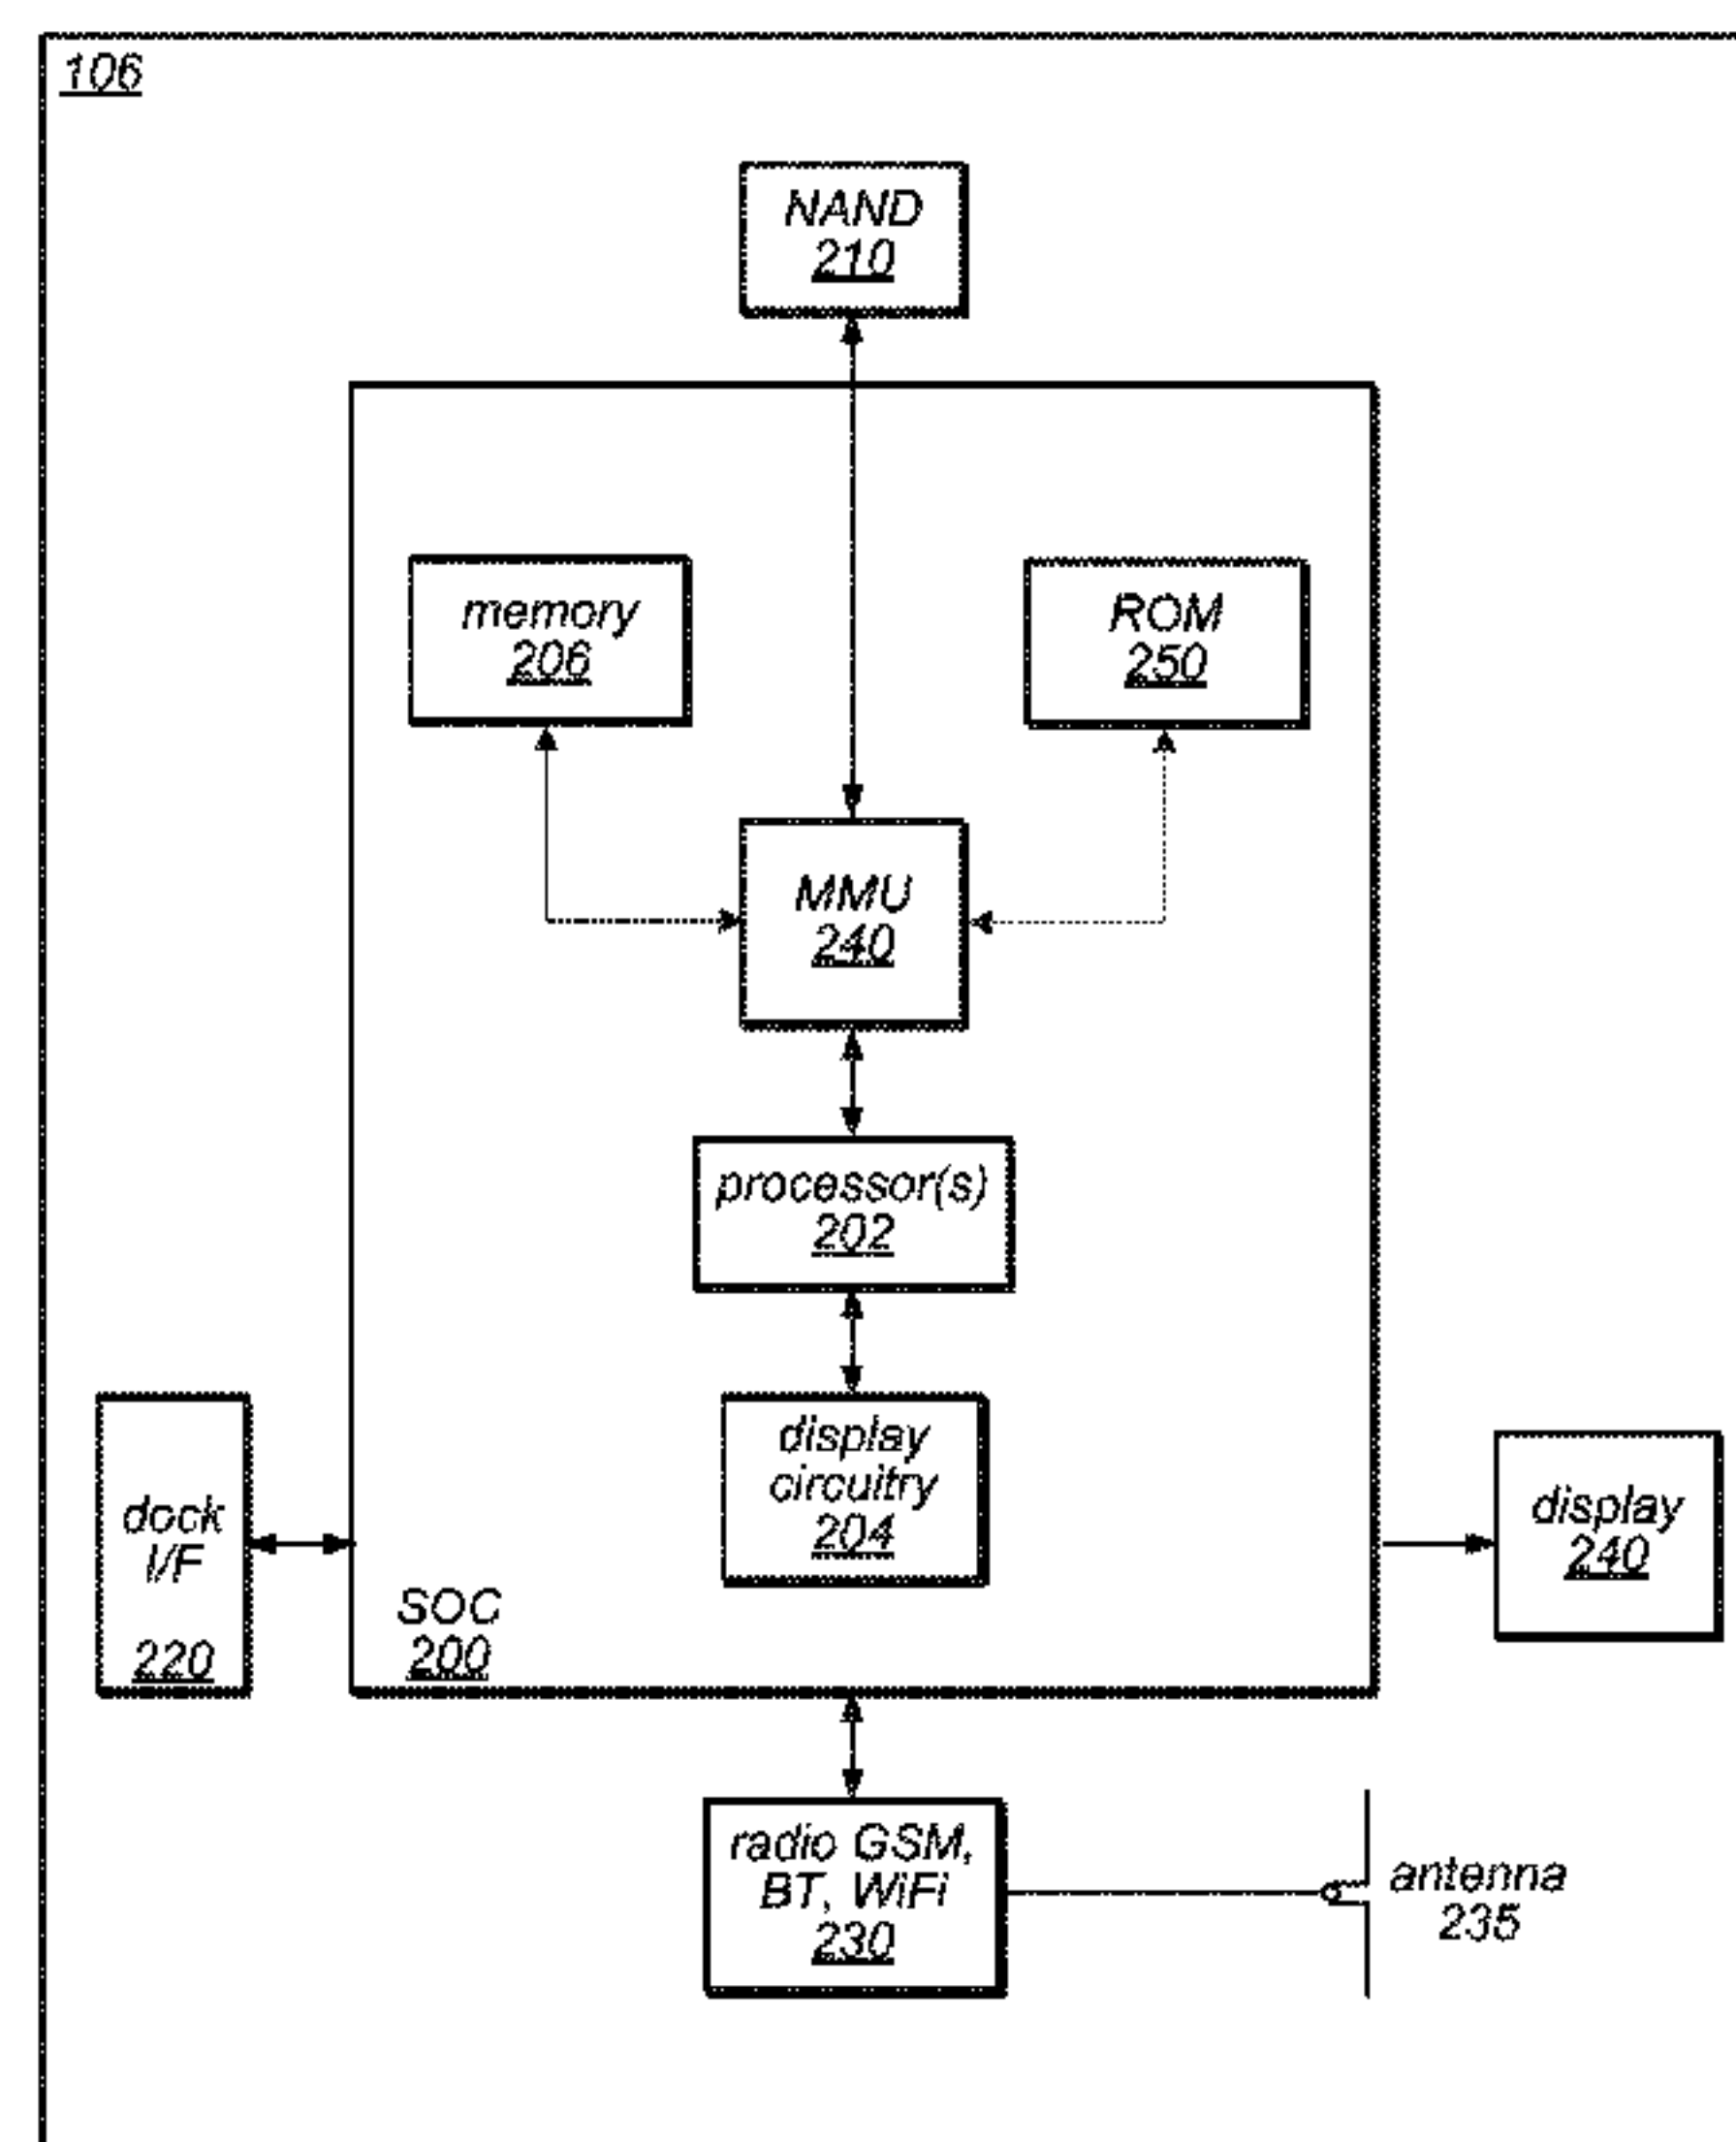 106
NAND
210
memory
206
ROM
250
MMU
240
processor(s)
202
display
circuitry
204
dock
I/F
220
SOC
200
display
240
radio GSM,
BT, WiFi
230
antenna
235